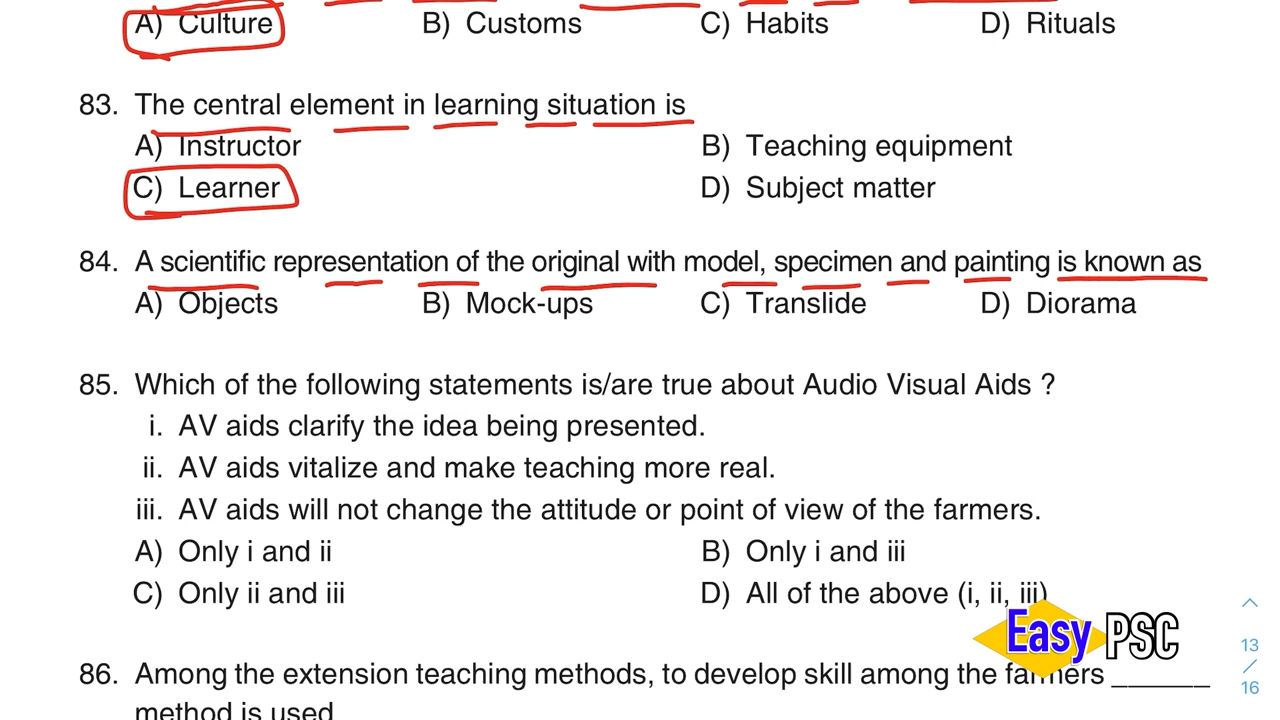 A) Culture B) Customs C) Habits D) Rituals
83. The central element in learning situation is
A) Instructor B) Teaching equipment
C) Learner D) Subject matter
84. A scientific representation of the original with model, specimen and painting is known as
A) Objects B) Mock-ups C) Translide D) Diorama
85. Which of the following statements is/are true about Audio Visual Aids ?
i. AV aids clarify the idea being presented.
ii. AV aids vitalize and make teaching more real.
iii. AV aids will not change the attitude or point of view of the farmers.
A) Only i and ii B) Only i and iii
C) Only ii and iii D) All of the above (i, ii, iii)
Easy PSC
13
/
16
86. Among the extension teaching methods, to develop skill among the farmers ______
method is used